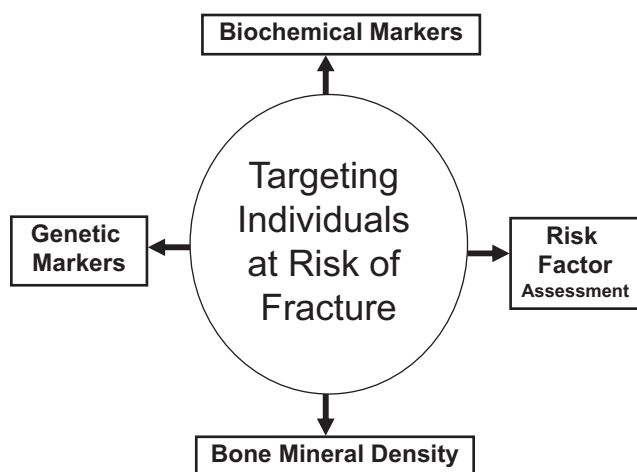 Biochemical Markers
Targeting
Individuals
at Risk of
Fracture
Genetic
Markers
Risk
Factor
Assessment
Bone Mineral Density